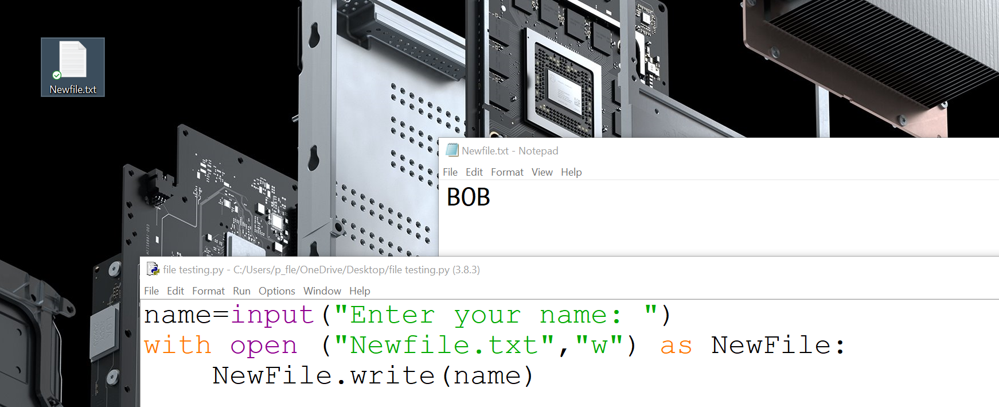 Newfile.txt
Newfile.txt - Notepad
File Edit Format View Help
BOB
file testing.py - C:/Users/p_fle/OneDrive/Desktop/file testing.py (3.8.3)
File Edit Format Run Options Window Help
name=input("Enter your name: ")
with open ("Newfile.txt","w") as NewFile:
    NewFile.write(name)